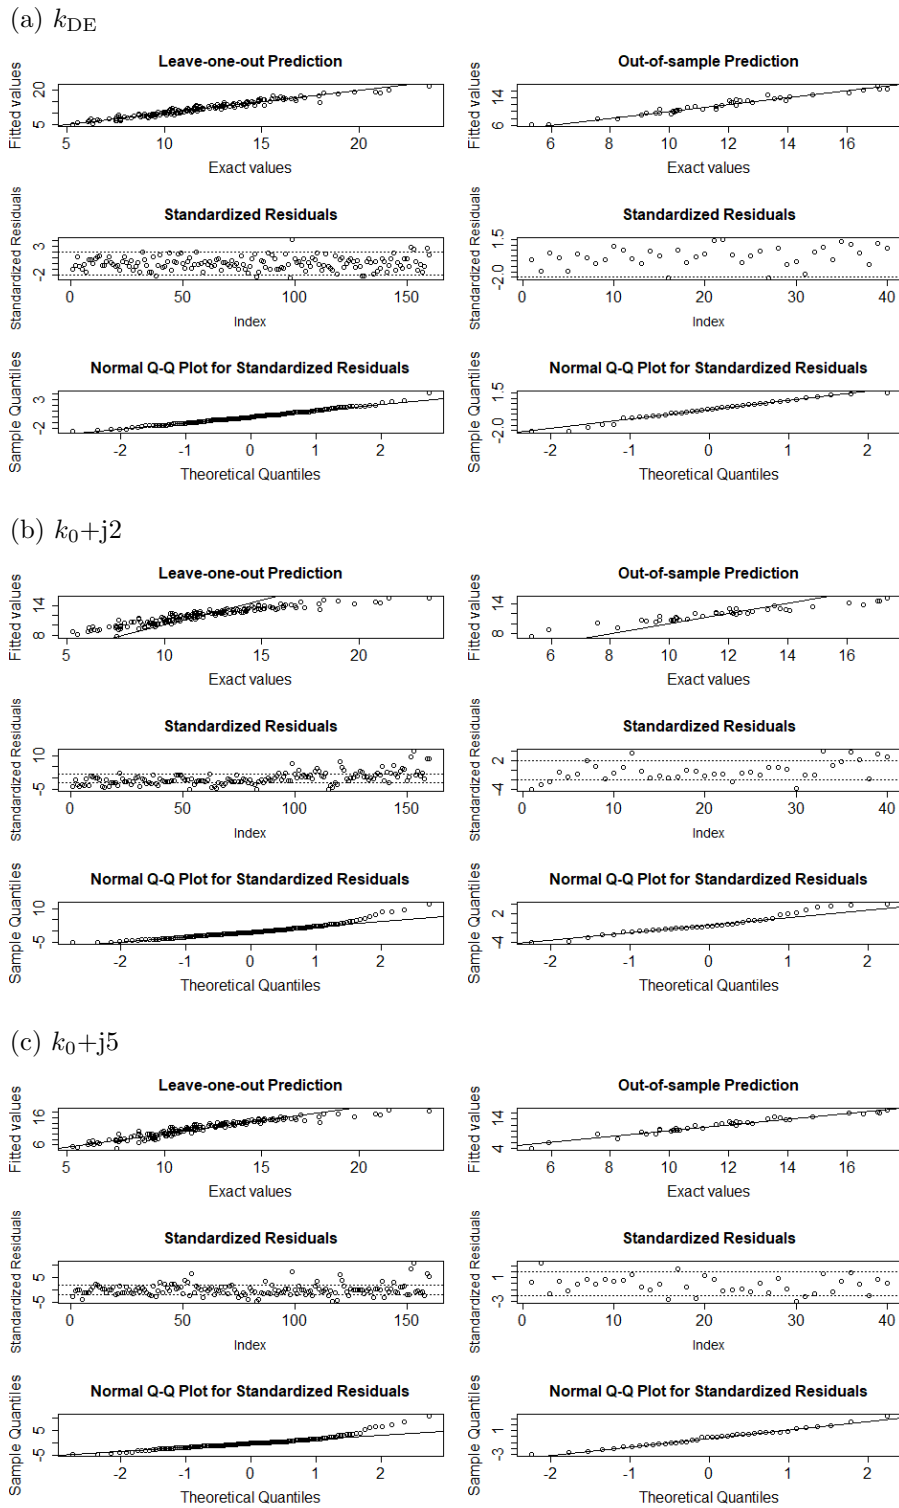 (a) k_DE
Leave-one-out Prediction
Out-of-sample Prediction
Fitted values
5 20
5 10 15 20
Exact values
Fitted values
6 14
6 8 10 12 14 16
Exact values
Standardized Residuals
Standardized Residuals
Standardized Residuals
-2 3
0 50 100 150
Index
Standardized Residuals
-2.0 1.5
0 10 20 30 40
Index
Normal Q-Q Plot for Standardized Residuals
Normal Q-Q Plot for Standardized Residuals
Sample Quantiles
-2 3
-2 -1 0 1 2
Theoretical Quantiles
Sample Quantiles
-2.0 1.5
-2 -1 0 1 2
Theoretical Quantiles
(b) k_0+j2
Leave-one-out Prediction
Out-of-sample Prediction
Fitted values
8 14
5 10 15 20
Exact values
Fitted values
8 14
6 8 10 12 14 16
Exact values
Standardized Residuals
Standardized Residuals
Standardized Residuals
-5 10
0 50 100 150
Index
Standardized Residuals
-4 2
0 10 20 30 40
Index
Normal Q-Q Plot for Standardized Residuals
Normal Q-Q Plot for Standardized Residuals
Sample Quantiles
-5 10
-2 -1 0 1 2
Theoretical Quantiles
Sample Quantiles
-4 2
-2 -1 0 1 2
Theoretical Quantiles
(c) k_0+j5
Leave-one-out Prediction
Out-of-sample Prediction
Fitted values
6 16
5 10 15 20
Exact values
Fitted values
4 14
6 8 10 12 14 16
Exact values
Standardized Residuals
Standardized Residuals
Standardized Residuals
-5 5
0 50 100 150
Index
Standardized Residuals
-3 1
0 10 20 30 40
Index
Normal Q-Q Plot for Standardized Residuals
Normal Q-Q Plot for Standardized Residuals
Sample Quantiles
-5 5
-2 -1 0 1 2
Theoretical Quantiles
Sample Quantiles
-3 1
-2 -1 0 1 2
Theoretical Quantiles